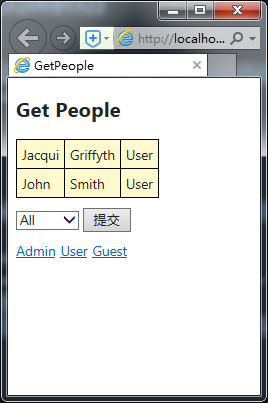 http://localho...
GetPeople
Get People
Jacqui Griffyth User
John Smith User
All 提交
Admin User Guest